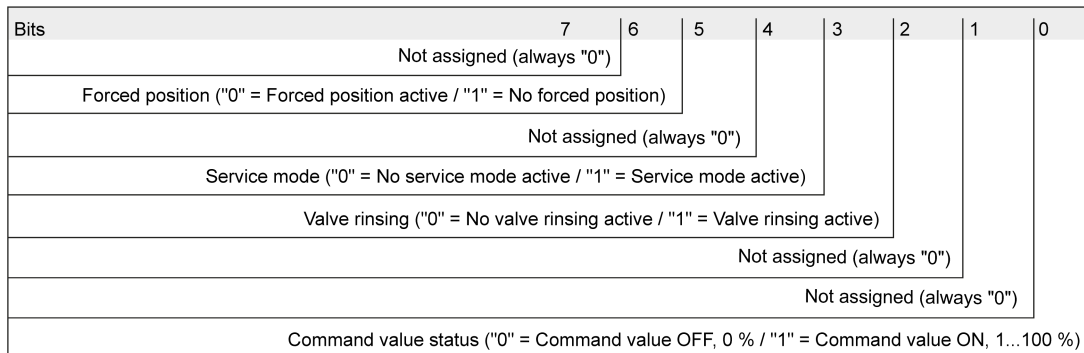 Bits 7 6 5 4 3 2 1 0
Not assigned (always "0")
Forced position ("0" = Forced position active / "1" = No forced position)
Not assigned (always "0")
Service mode ("0" = No service mode active / "1" = Service mode active)
Valve rinsing ("0" = No valve rinsing active / "1" = Valve rinsing active)
Not assigned (always "0")
Not assigned (always "0")
Command value status ("0" = Command value OFF, 0 % / "1" = Command value ON, 1...100 %)